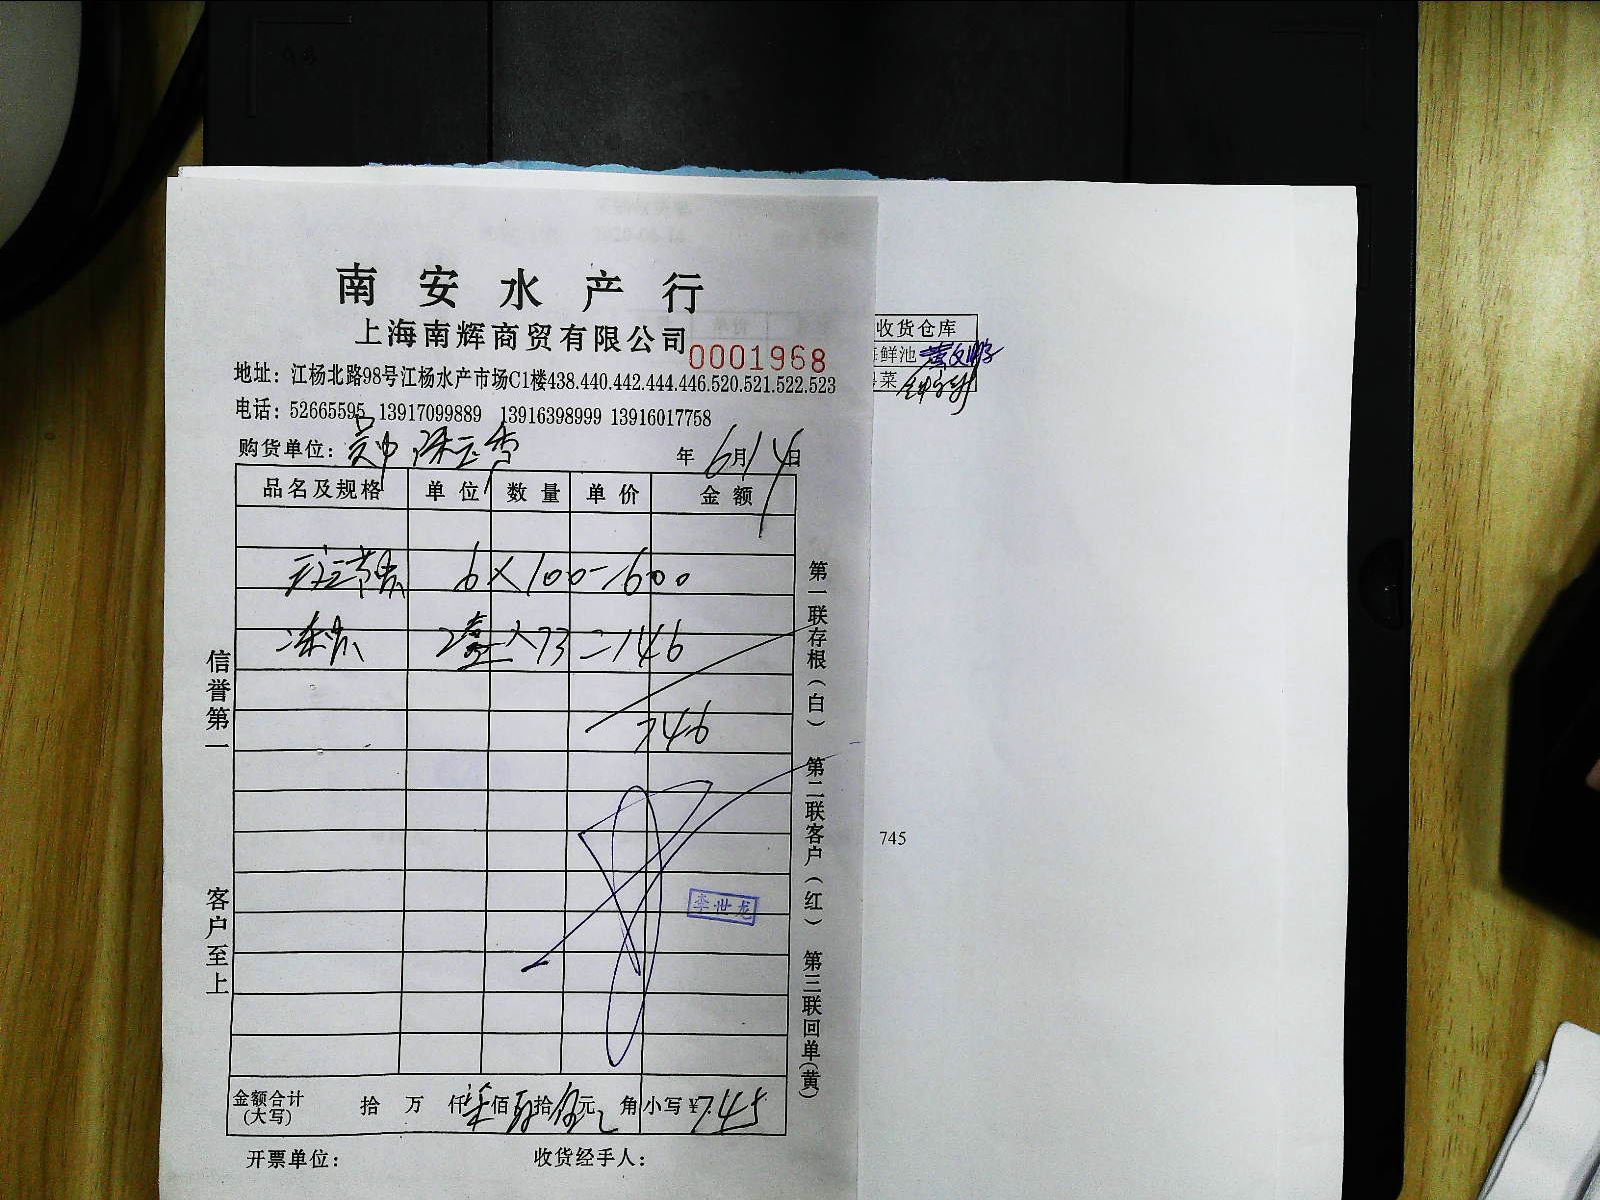 南安水产行
上海南辉商贸有限公司
0001968
地址：江杨北路98号江杨水产市场C1楼438.440.442.444.446.520.521.522.523
电话：52665595 13917099889 13916398999 13916017758
购货单位：
年 6月14日
品名及规格 单位 数量 单价 金额
6×100-600
2盒×73=146
746
李世龙
金额合计(大写) 拾 万 仟 柒佰 肆拾 伍元 角 小写￥745
开票单位： 收货经手人：
信誉第一
客户至上
第一联存根（白） 第二联客户（红） 第三联回单(黄)
收货仓库
鲜池
菜
745